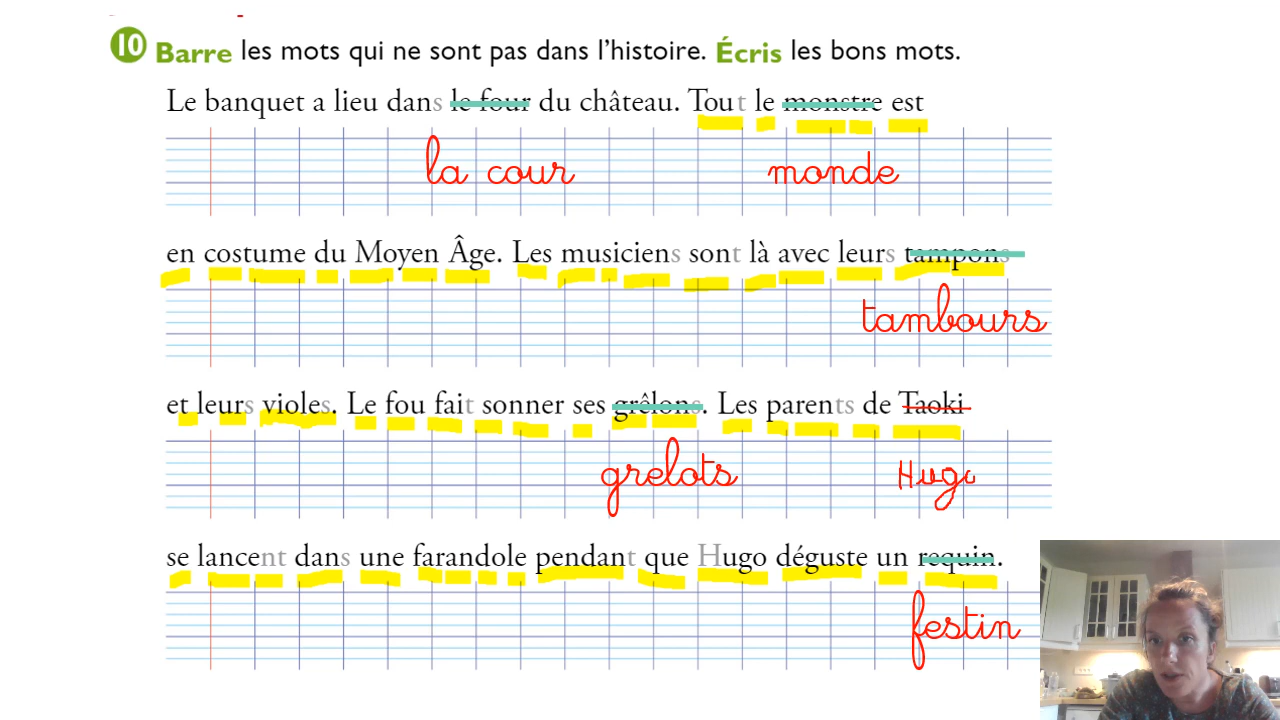 10 Barre les mots qui ne sont pas dans l'histoire. Écris les bons mots.
Le banquet a lieu dans le four du château. Tout le monstre est
la cour monde
en costume du Moyen Âge. Les musiciens sont là avec leurs tampons
tambours
et leurs violes. Le fou fait sonner ses grêlons. Les parents de Taoki
grelots Hugo
se lancent dans une farandole pendant que Hugo déguste un requin.
festin